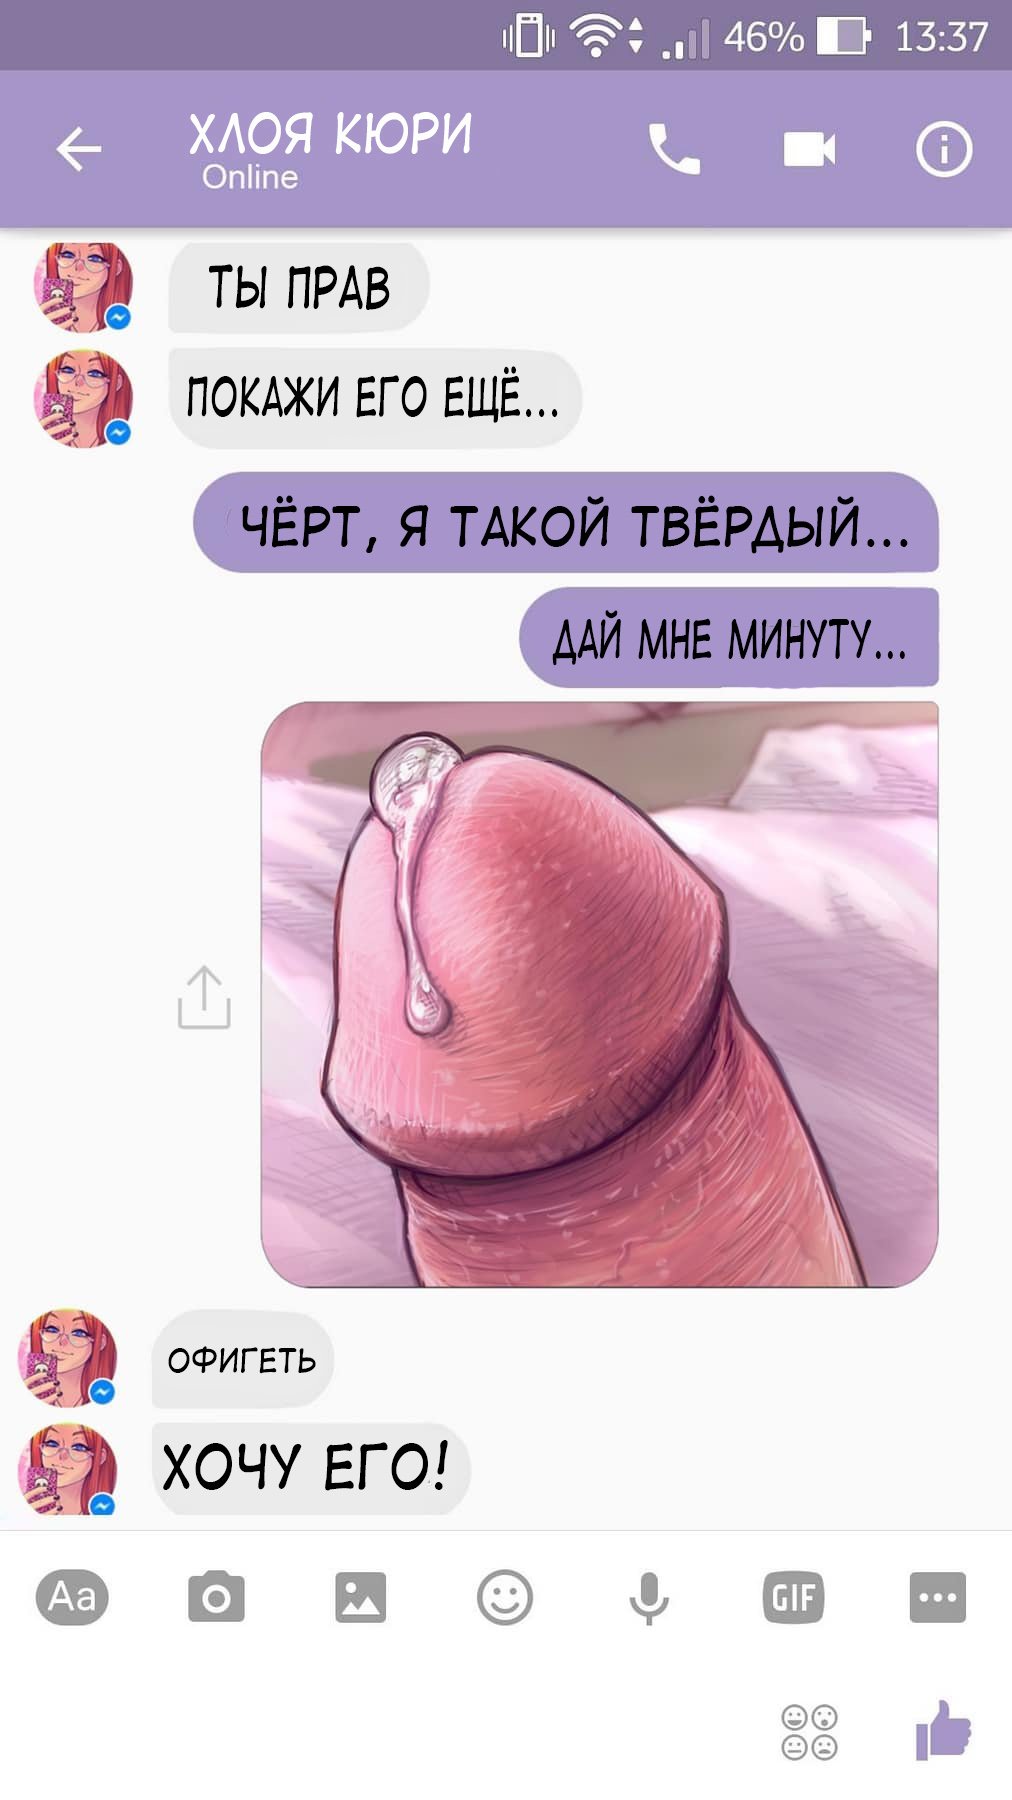 46% 13:37
ХЛОЯ КЮРИ
Online
ТЫ ПРАВ
ПОКАЖИ ЕГО ЕЩЁ...
ЧЁРТ, Я ТАКОЙ ТВЁРДЫЙ...
ДАЙ МНЕ МИНУТУ...
ОФИГЕТЬ
ХОЧУ ЕГО!
Aa GIF